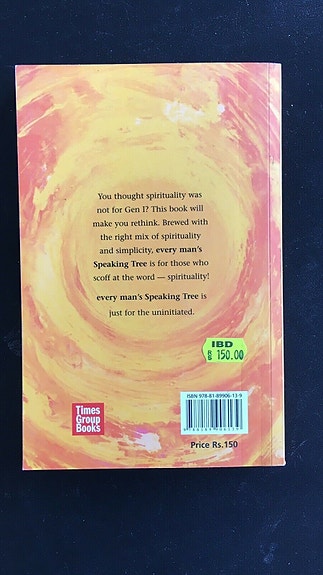 You thought spirituality was
not for Gen I? This book will
make you rethink. Brewed with
the right mix of spirituality
and simplicity, every man's
Speaking Tree is for those who
scoff at the word — spirituality!
every man's Speaking Tree is
just for the uninitiated.
IBD
150.00
ISBN 978-81-89906-13-9
Times
Group
Books
Price Rs.150